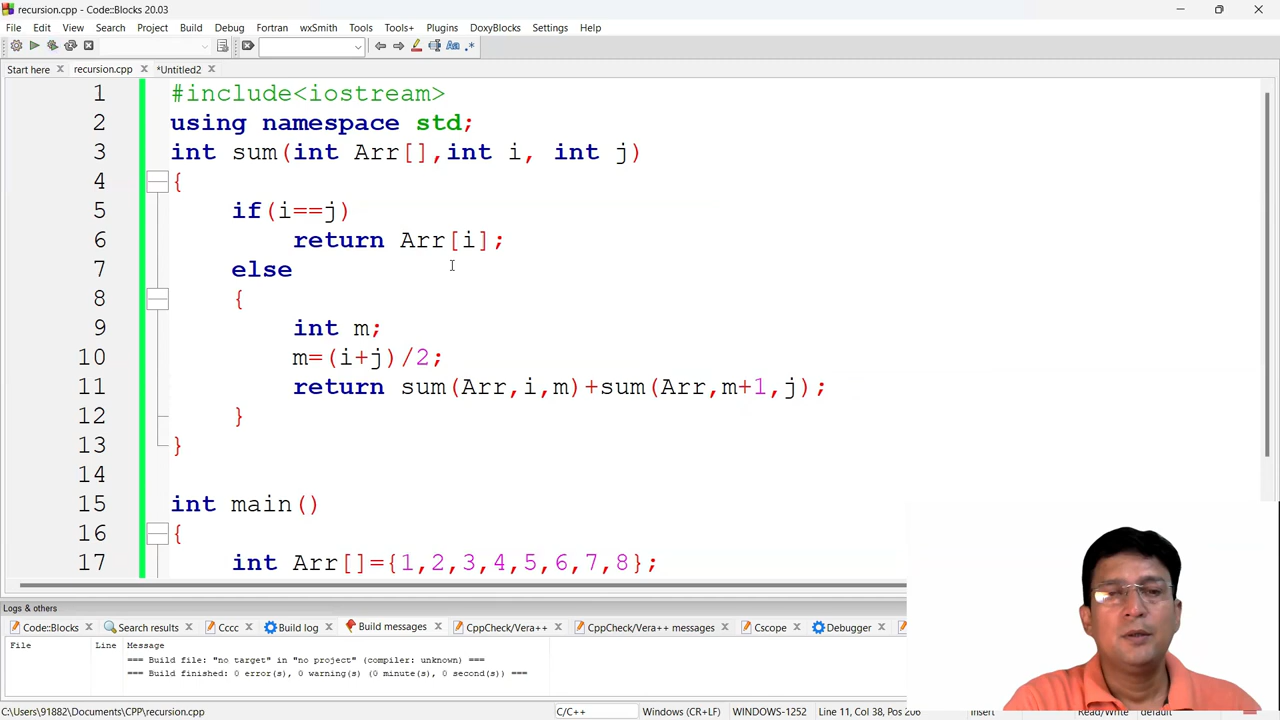 recursion.cpp - Code::Blocks 20.03
File Edit View Search Project Build Debug Fortran wxSmith Tools Tools+ Plugins DoxyBlocks Settings Help
Start here recursion.cpp *Untitled2
1 #include<iostream>
2 using namespace std;
3 int sum(int Arr[],int i, int j)
4 {
5 if(i==j)
6 return Arr[i];
7 else
8 {
9 int m;
10 m=(i+j)/2;
11 return sum(Arr,i,m)+sum(Arr,m+1,j);
12 }
13 }
14
15 int main()
16 {
17 int Arr[]={1,2,3,4,5,6,7,8};
Logs & others
Code::Blocks Search results Cccc Build log Build messages CppCheck/Vera++ CppCheck/Vera++ messages Cscope Debugger
File Line Message
=== Build file: "no target" in "no project" (compiler: unknown) ===
=== Build finished: 0 error(s), 0 warning(s) (0 minute(s), 0 second(s)) ===
C:\Users\91882\Documents\CPP\recursion.cpp C/C++ Windows (CR+LF) WINDOWS-1252 Line 11, Col 38, Pos 206 Insert Read/Write default